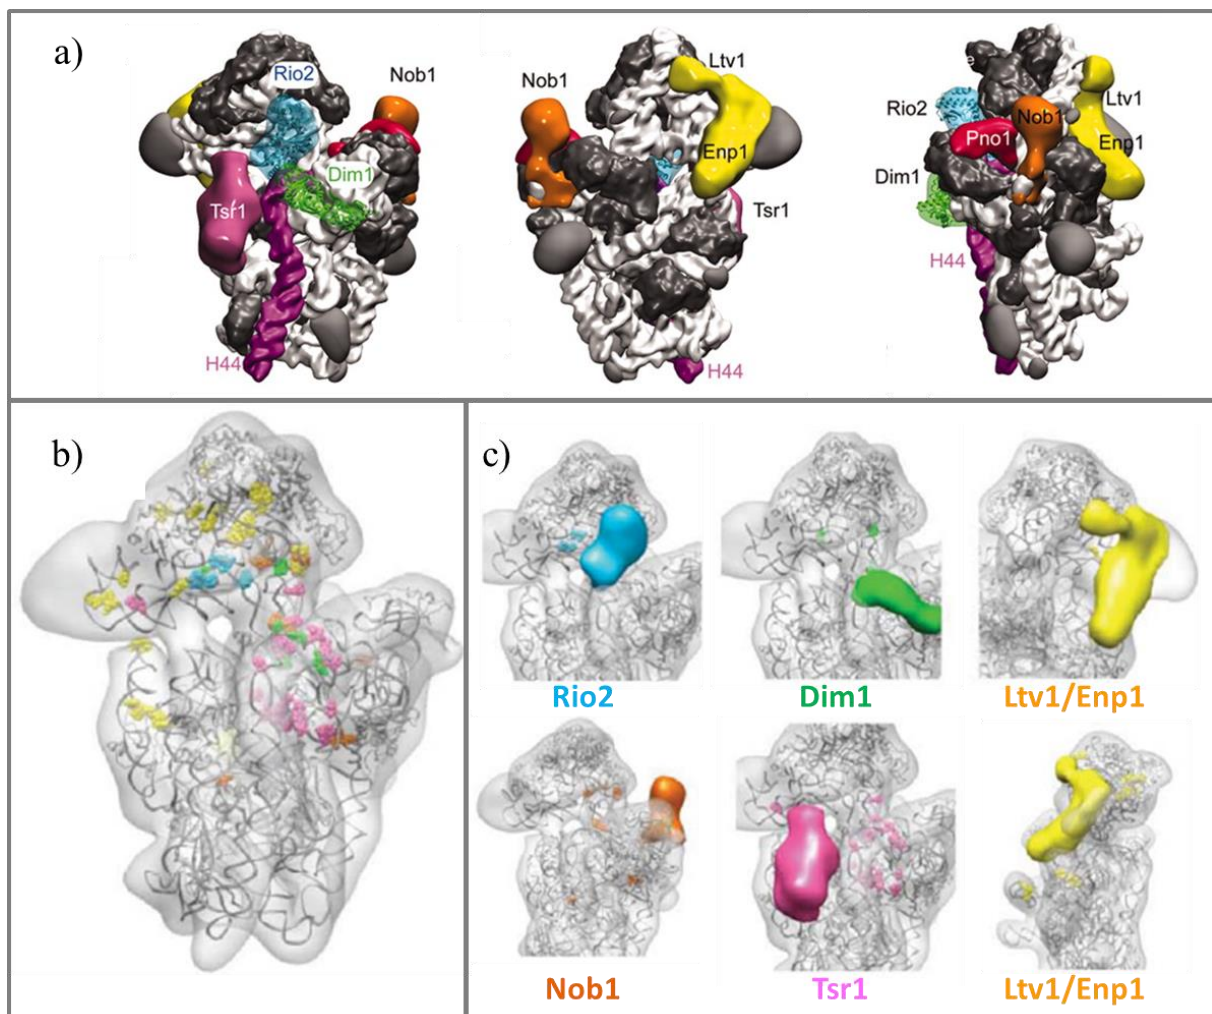 a)
Rio2
Nob1
Dim1
Tsr1
H44
Nob1
Ltv1
Enp1
Tsr1
H44
Rio2
Ltv1
Nob1
Pno1
Enp1
Dim1
H44
b)
c)
Rio2 Dim1 Ltv1/Enp1
Nob1 Tsr1 Ltv1/Enp1